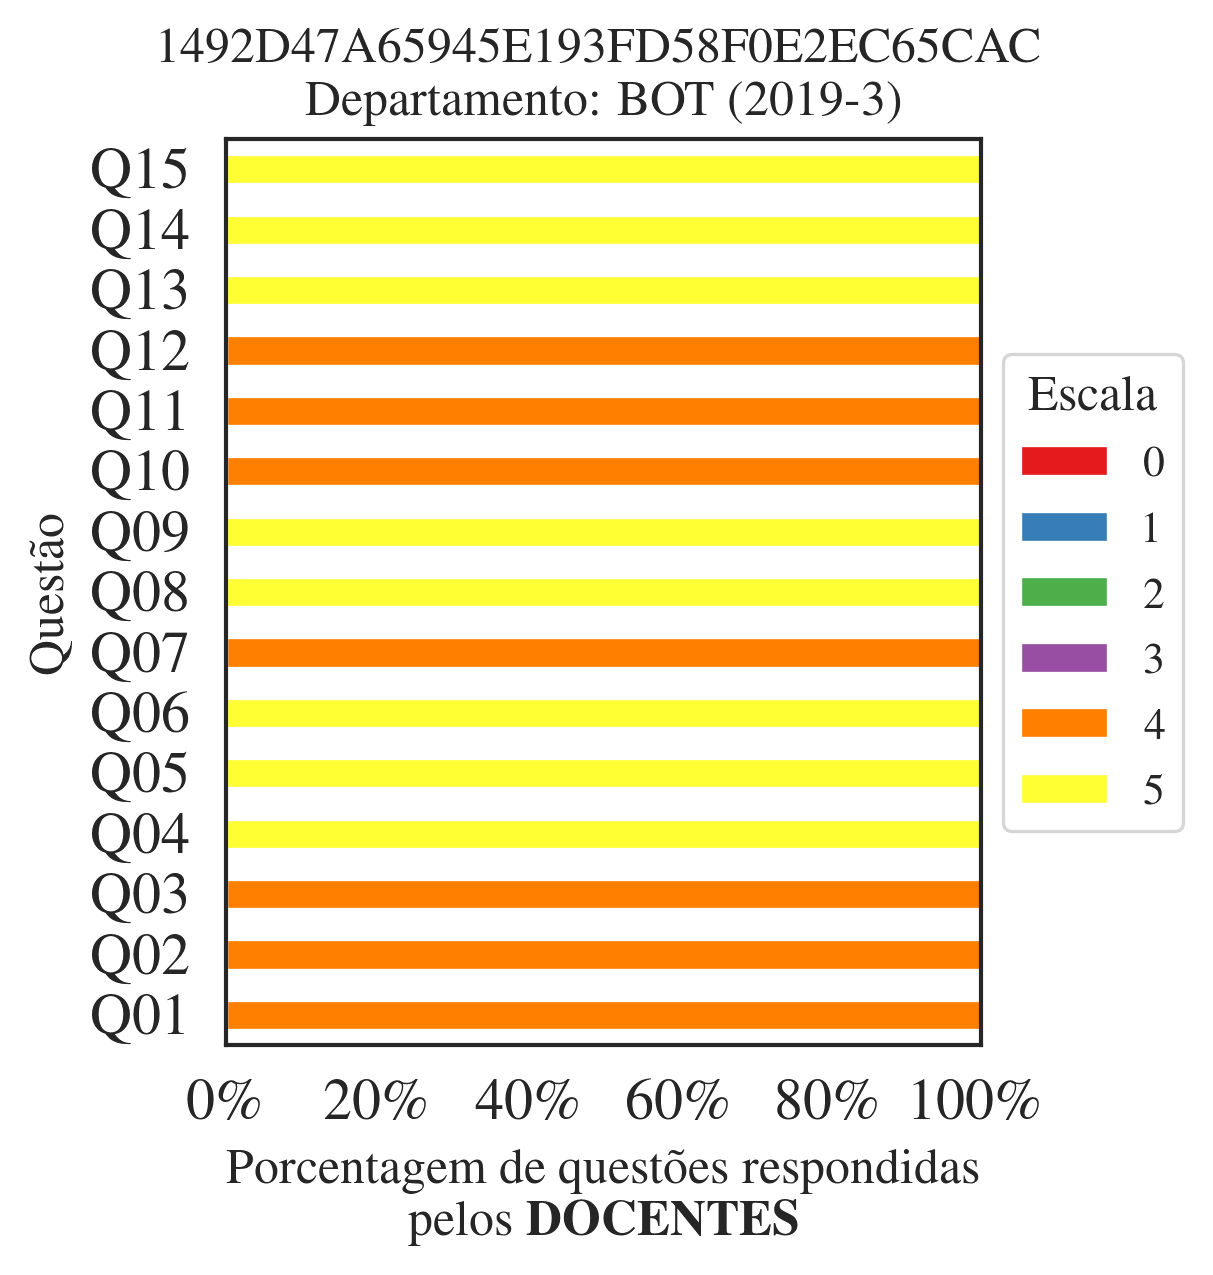 1492D47A65945E193FD58F0E2EC65CAC
Departamento: BOT (2019-3)
Questão
Q15
Q14
Q13
Q12
Q11
Q10
Q09
Q08
Q07
Q06
Q05
Q04
Q03
Q02
Q01
0% 20% 40% 60% 80% 100%
Porcentagem de questões respondidas
pelos DOCENTES
Escala
0
1
2
3
4
5